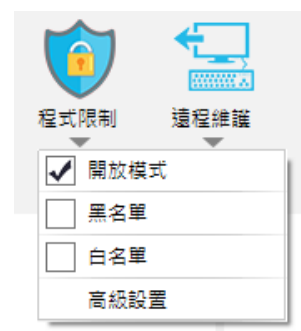 程式限制 遠程維護
開放模式
黑名單
白名單
高級設置